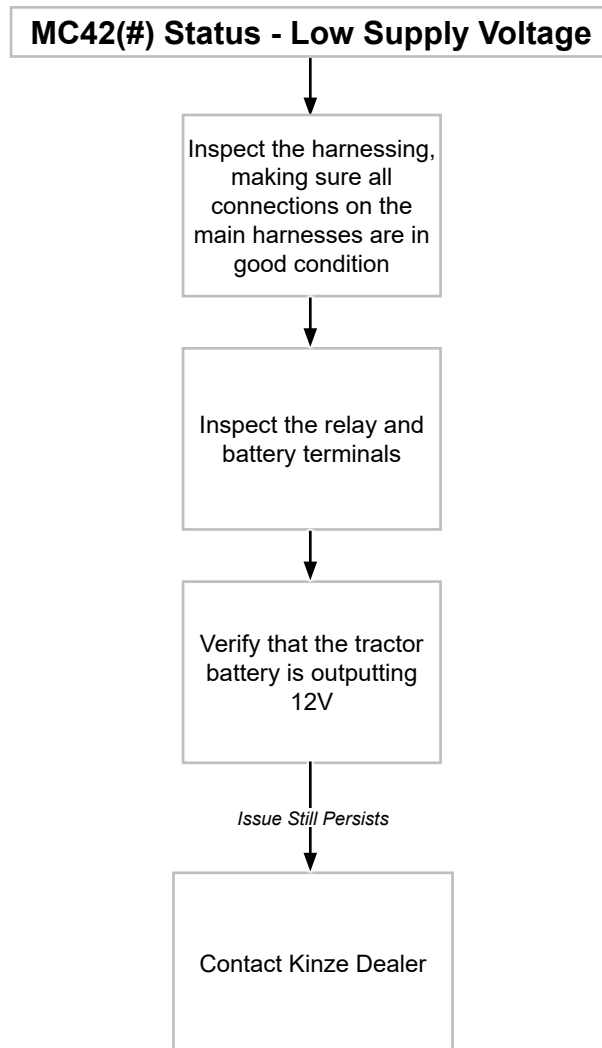 MC42(#) Status - Low Supply Voltage
Inspect the harnessing,
making sure all
connections on the
main harnesses are in
good condition
Inspect the relay and
battery terminals
Verify that the tractor
battery is outputting
12V
Issue Still Persists
Contact Kinze Dealer